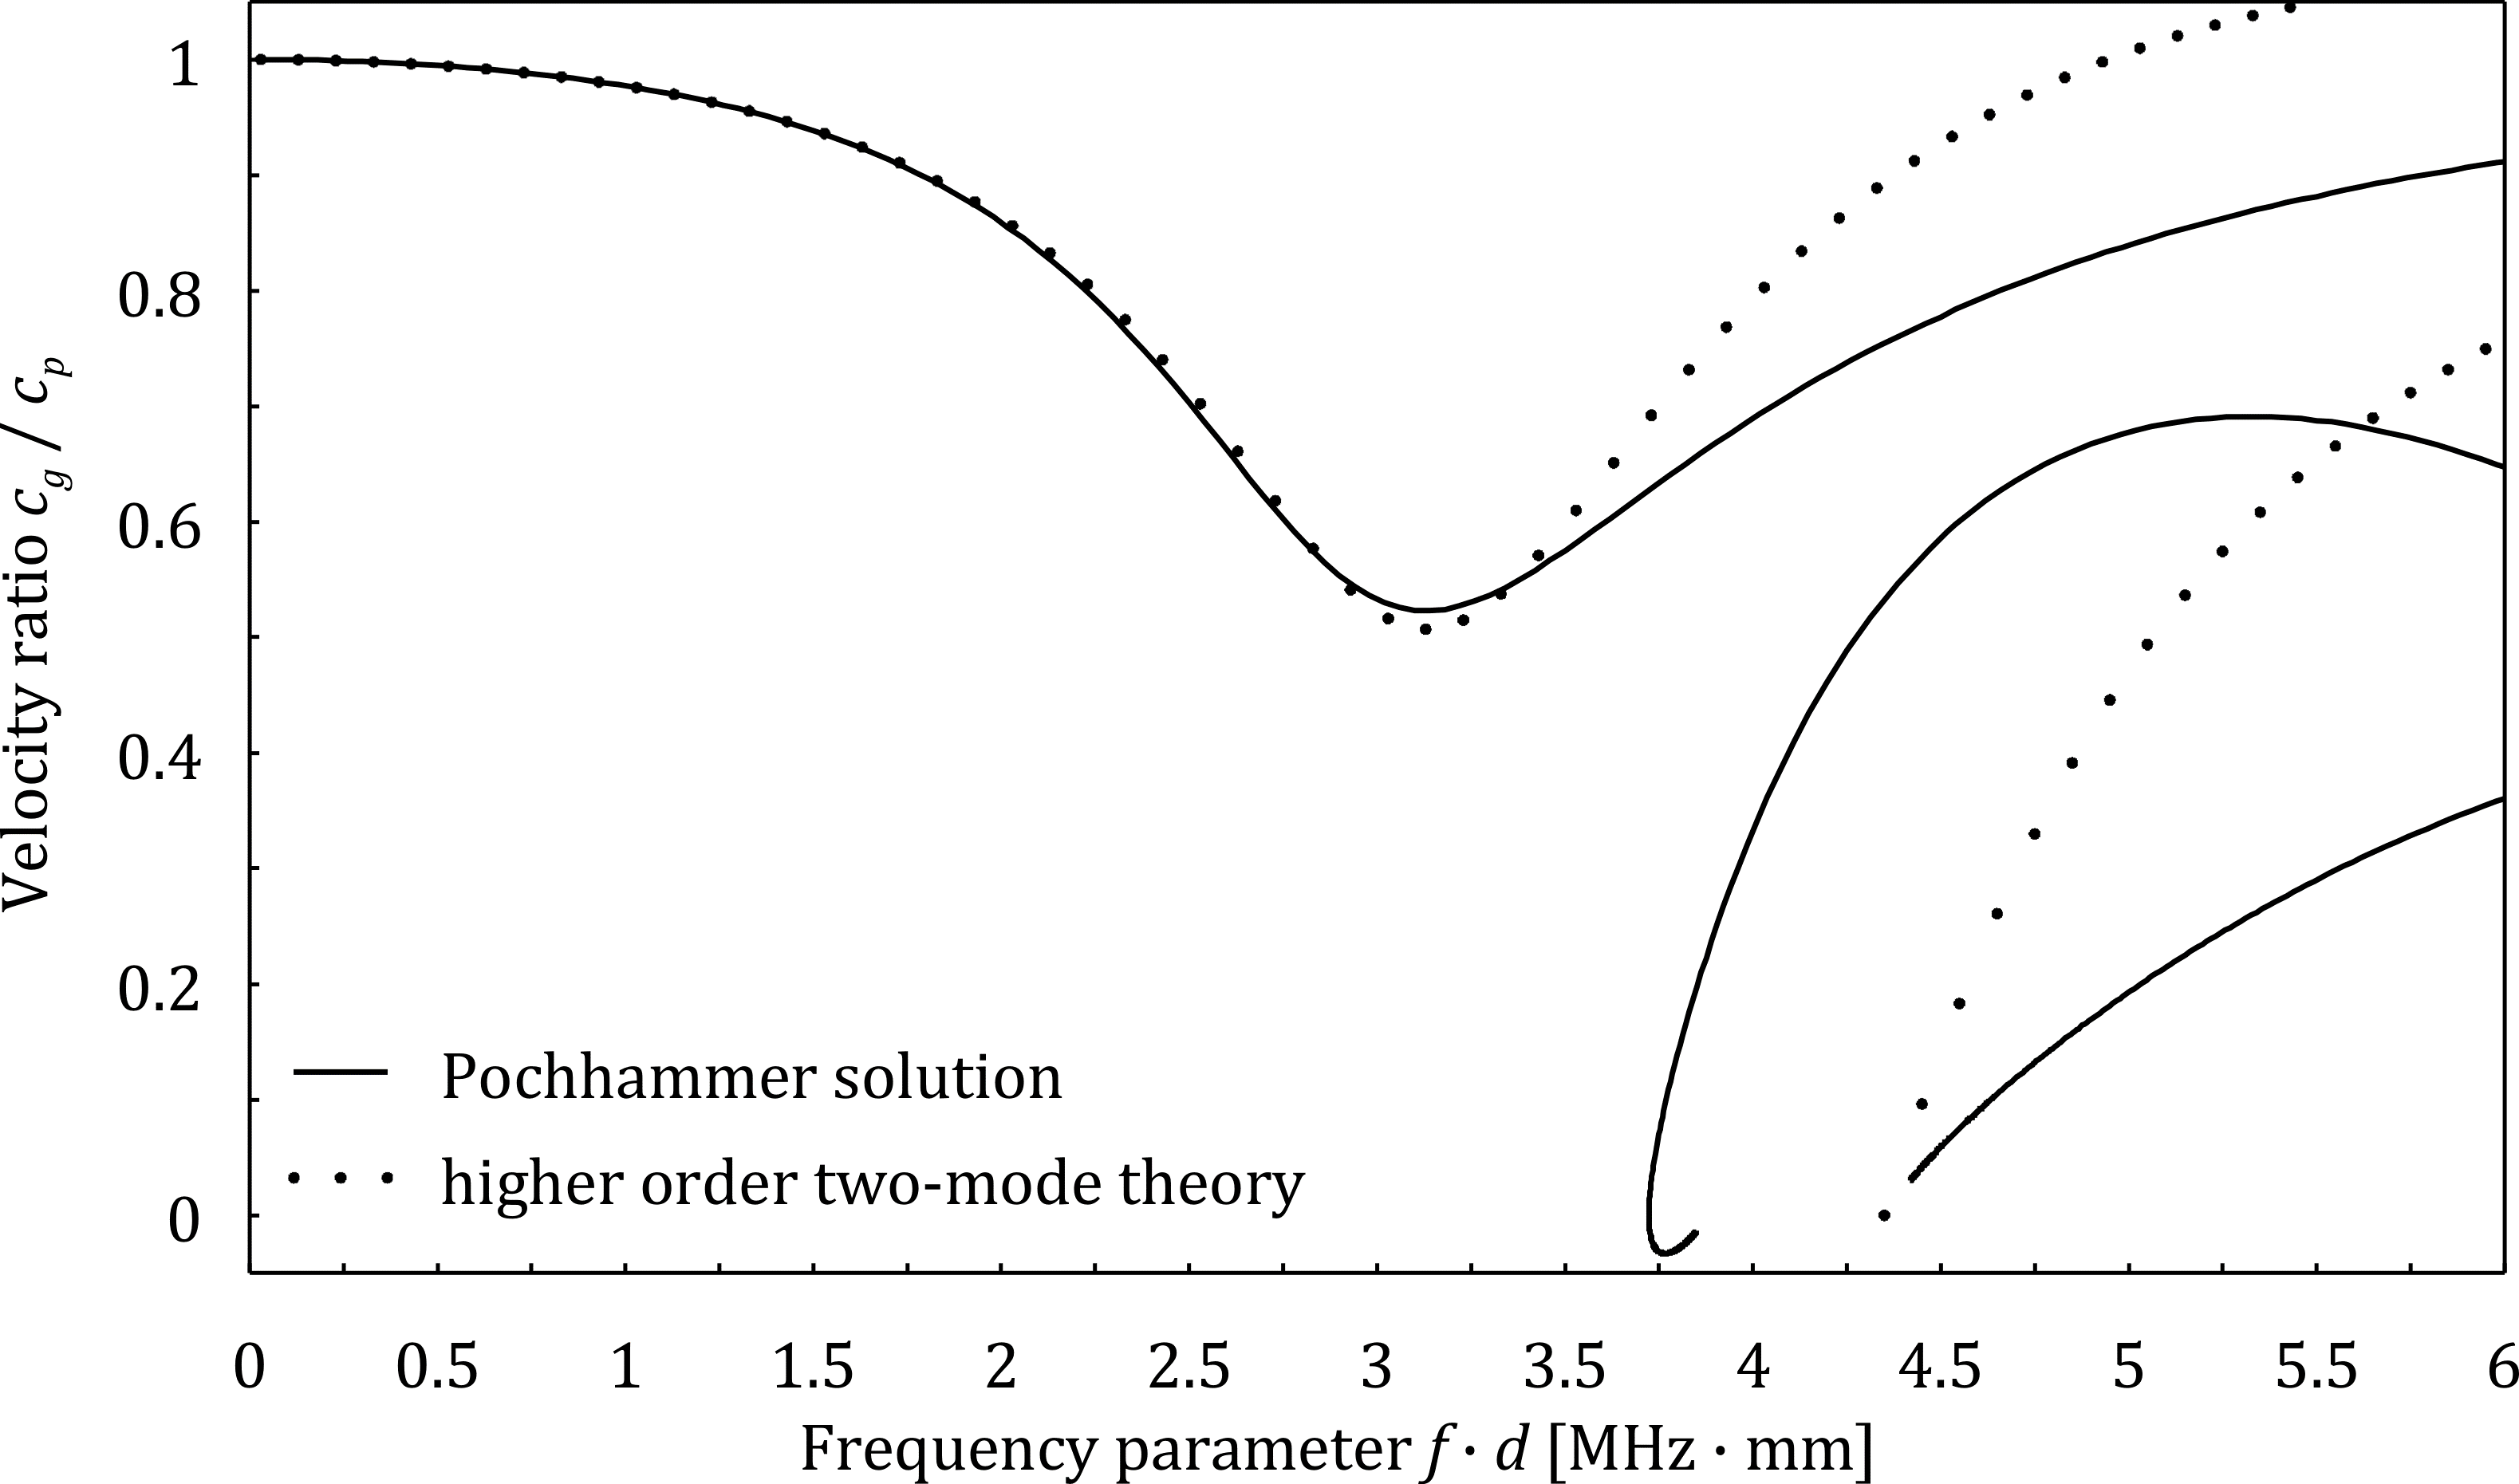 Velocity ratio c_g / c_p
1
0.8
0.6
0.4
0.2
0
Pochhammer solution
higher order two-mode theory
0 0.5 1 1.5 2 2.5 3 3.5 4 4.5 5 5.5 6
Frequency parameter f · d [MHz · mm]